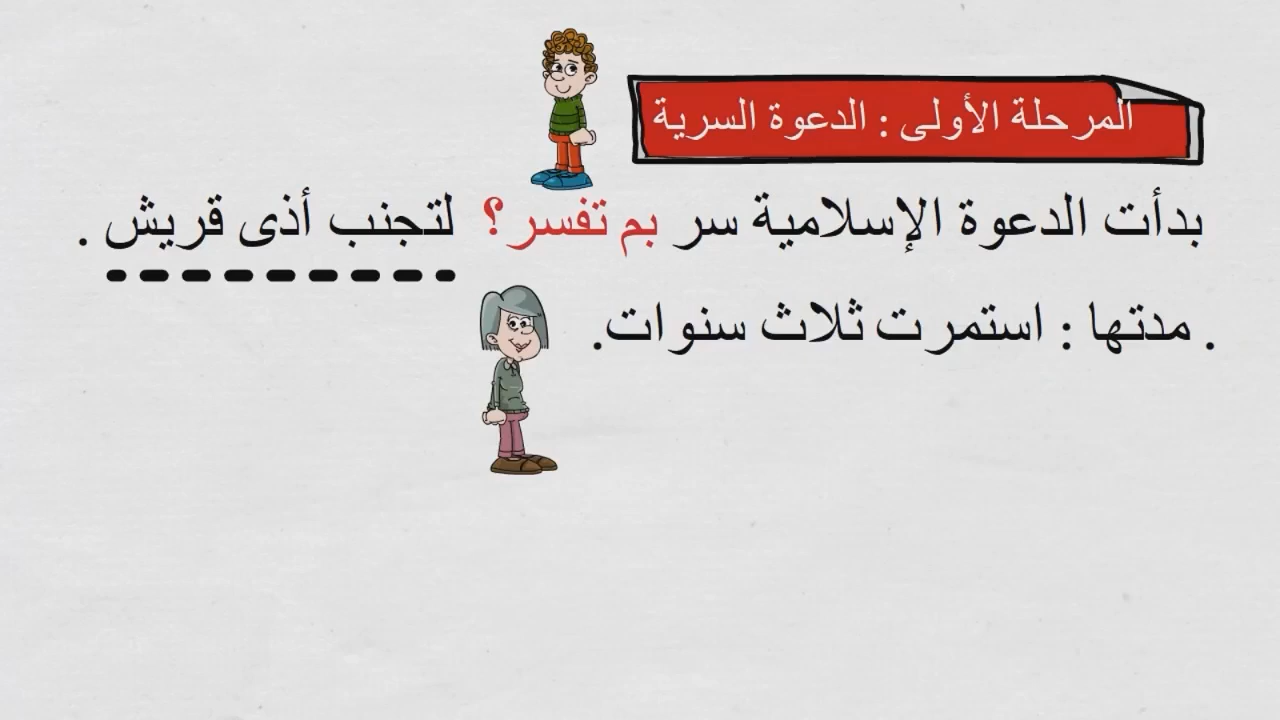 المرحلة الأولى : الدعوة السرية
بدأت الدعوة الإسلامية سر بم تفسر؟ لتجنب أذى قريش .
. مدتها : استمرت ثلاث سنوات.